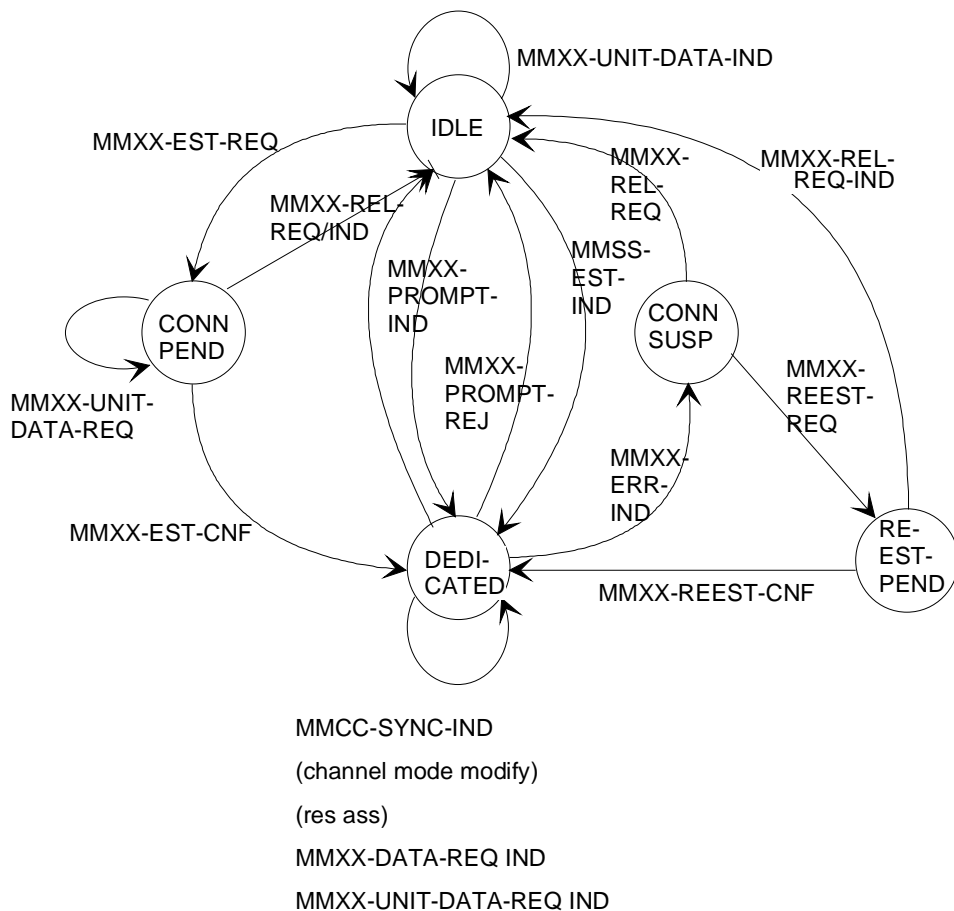 MMXX-UNIT-DATA-IND
IDLE
MMXX-EST-REQ
MMXX-
REL-
REQ
MMXX-REL-
REQ-IND
MMXX-REL-
REQ/IND
MMXX-
PROMPT-
IND
MMSS-
EST-
IND
CONN
PEND
CONN
SUSP
MMXX-
PROMPT-
REJ
MMXX-
REEST-
REQ
MMXX-UNIT-
DATA-REQ
MMXX-
ERR-
IND
MMXX-EST-CNF
DEDI-
CATED
RE-
EST-
PEND
MMXX-REEST-CNF
MMCC-SYNC-IND
(channel mode modify)
(res ass)
MMXX-DATA-REQ IND
MMXX-UNIT-DATA-REQ IND